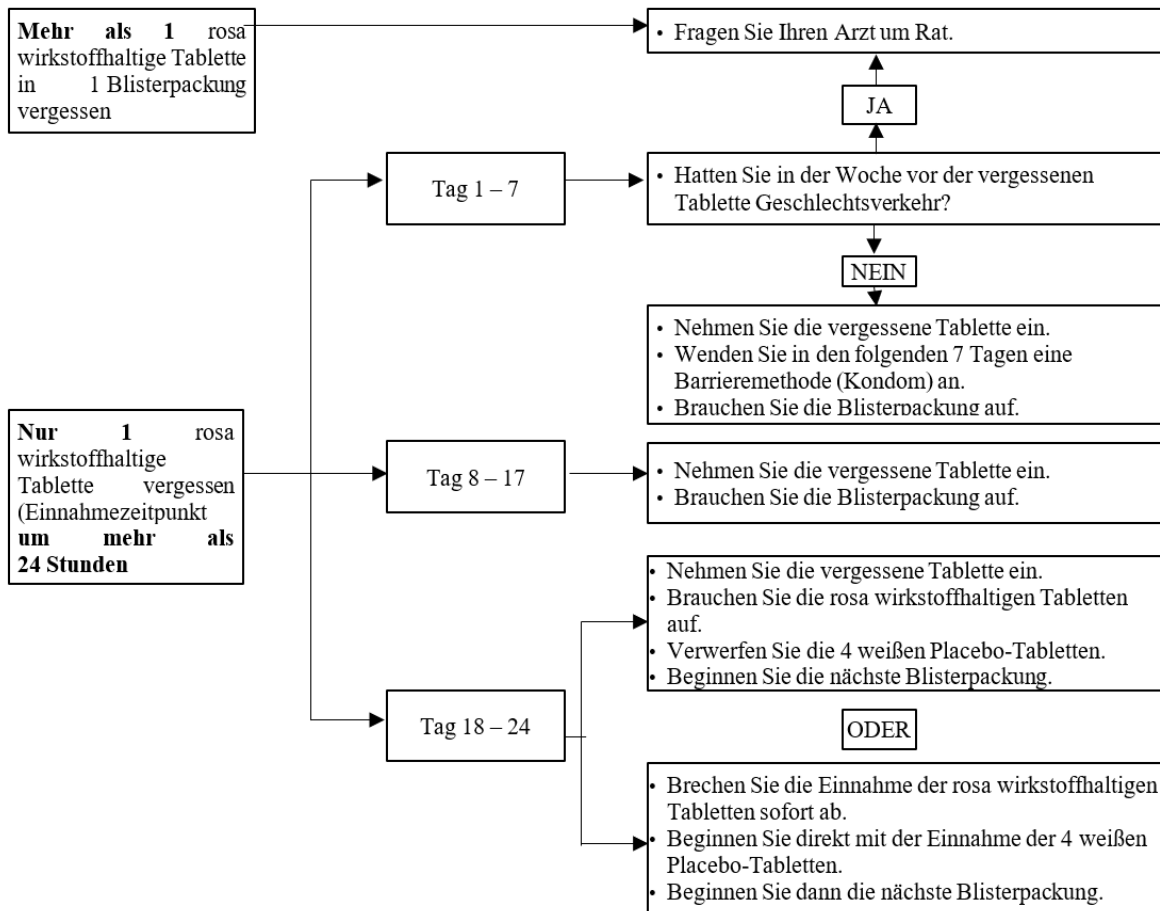 Mehr als 1 rosa
wirkstoffhaltige Tablette
in 1 Blisterpackung
vergessen
• Fragen Sie Ihren Arzt um Rat.
JA
Tag 1 – 7
• Hatten Sie in der Woche vor der vergessenen
Tablette Geschlechtsverkehr?
NEIN
• Nehmen Sie die vergessene Tablette ein.
• Wenden Sie in den folgenden 7 Tagen eine
Barrieremethode (Kondom) an.
• Brauchen Sie die Blisterpackung auf.
Nur 1 rosa
wirkstoffhaltige
Tablette vergessen
(Einnahmezeitpunkt
um mehr als
24 Stunden
Tag 8 – 17
• Nehmen Sie die vergessene Tablette ein.
• Brauchen Sie die Blisterpackung auf.
Tag 18 – 24
• Nehmen Sie die vergessene Tablette ein.
• Brauchen Sie die rosa wirkstoffhaltigen Tabletten
auf.
• Verwerfen Sie die 4 weißen Placebo-Tabletten.
• Beginnen Sie die nächste Blisterpackung.
ODER
• Brechen Sie die Einnahme der rosa wirkstoffhaltigen
Tabletten sofort ab.
• Beginnen Sie direkt mit der Einnahme der 4 weißen
Placebo-Tabletten.
• Beginnen Sie dann die nächste Blisterpackung.